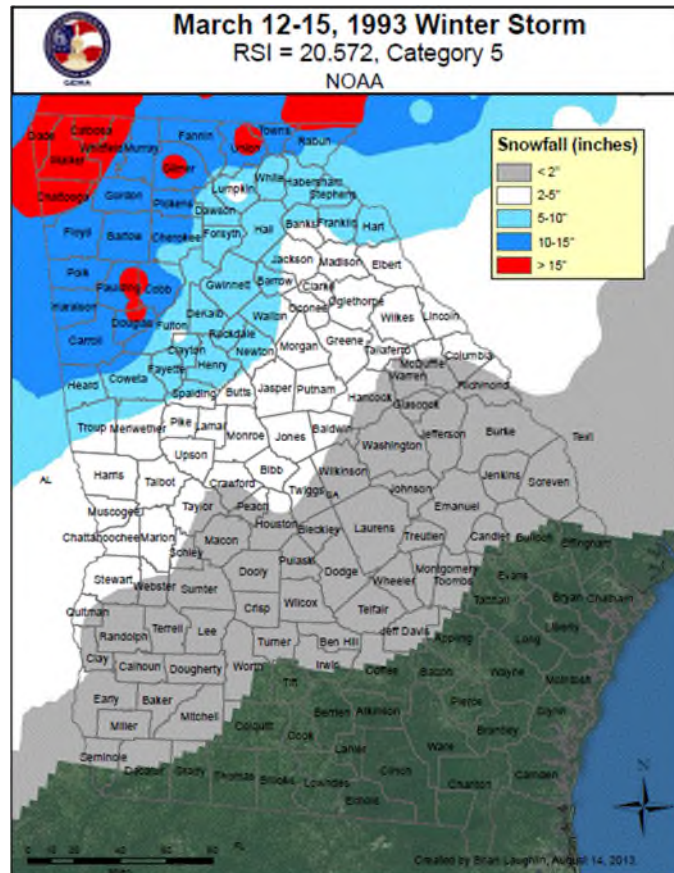 March 12-15, 1993 Winter Storm
RSI = 20.572, Category 5
NOAA
GEMA
Snowfall (inches)
< 2"
2-5"
5-10"
10-15"
> 15"
Dade Catoosa Fannin Towns Rabun
Whitfield Murray Union
Walker Gilmer
Chattooga Gordon Pickens Lumpkin White Habersham
Stephens
Dawson
Floyd Bartow Cherokee Forsyth Hall Banks Franklin Hart
Jackson Madison Elbert
Polk Paulding Cobb Gwinnett Barrow Clarke
Oconee Oglethorpe
Haralson Douglas Fulton DeKalb Walton Wilkes Lincoln
Rockdale
Carroll Clayton Newton Morgan Greene Taliaferro Columbia
McDuffie
Fayette Henry Warren
Heard Coweta Spalding Butts Jasper Putnam Hancock Richmond
Glascock
Troup Meriwether Pike Lamar Monroe Jones Baldwin Washington Jefferson Burke
Text
Upson
Harris Talbot Crawford Bibb Wilkinson Jenkins Screven
AL
Twiggs GA Johnson
Muscogee Taylor Peach Emanuel
Houston
Chattahoochee Marion Macon Bleckley Laurens Treutlen Candler Bulloch Effingham
Schley
Pulaski
Stewart Webster Sumter Dooly Dodge Wheeler Montgomery Toombs Evans
Tattnall Bryan Chatham
Quitman Crisp Wilcox Telfair
Randolph Terrell Lee Jeff Davis Appling Long Liberty
Turner Ben Hill
Clay Calhoun Dougherty Worth Irwin Coffee Bacon Wayne McIntosh
Tift
Early Baker Pierce
Miller Mitchell Colquitt Berrien Atkinson Brantley Glynn
Cook
Ware
Seminole Lanier
Decatur Grady Thomas Brooks Lowndes Clinch Charlton Camden
Echols
N
0 10 20 40 60 80
Miles
FL
Created by Brian Laughlin, August 14, 2013.